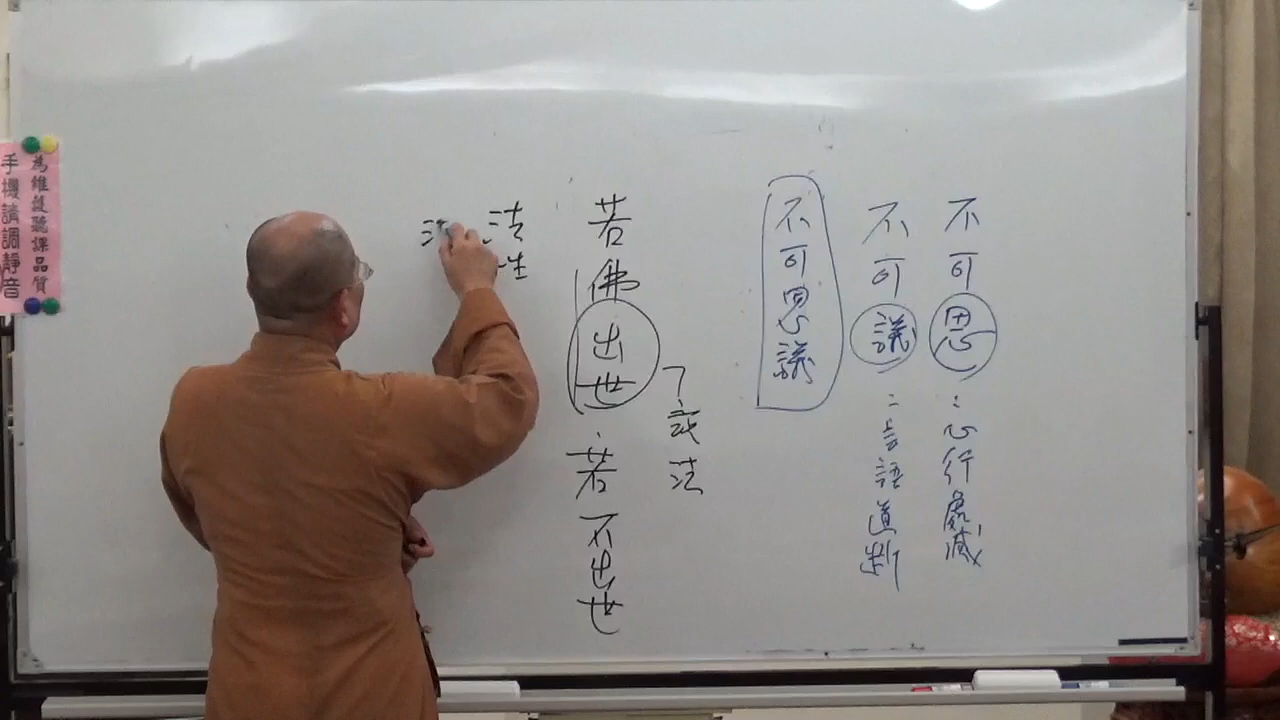 不可思：心行處滅
不可議：言語道斷
不可思議
了說法
若佛出世，若不出世
法性
法
為維護聽課品質
手機請調靜音